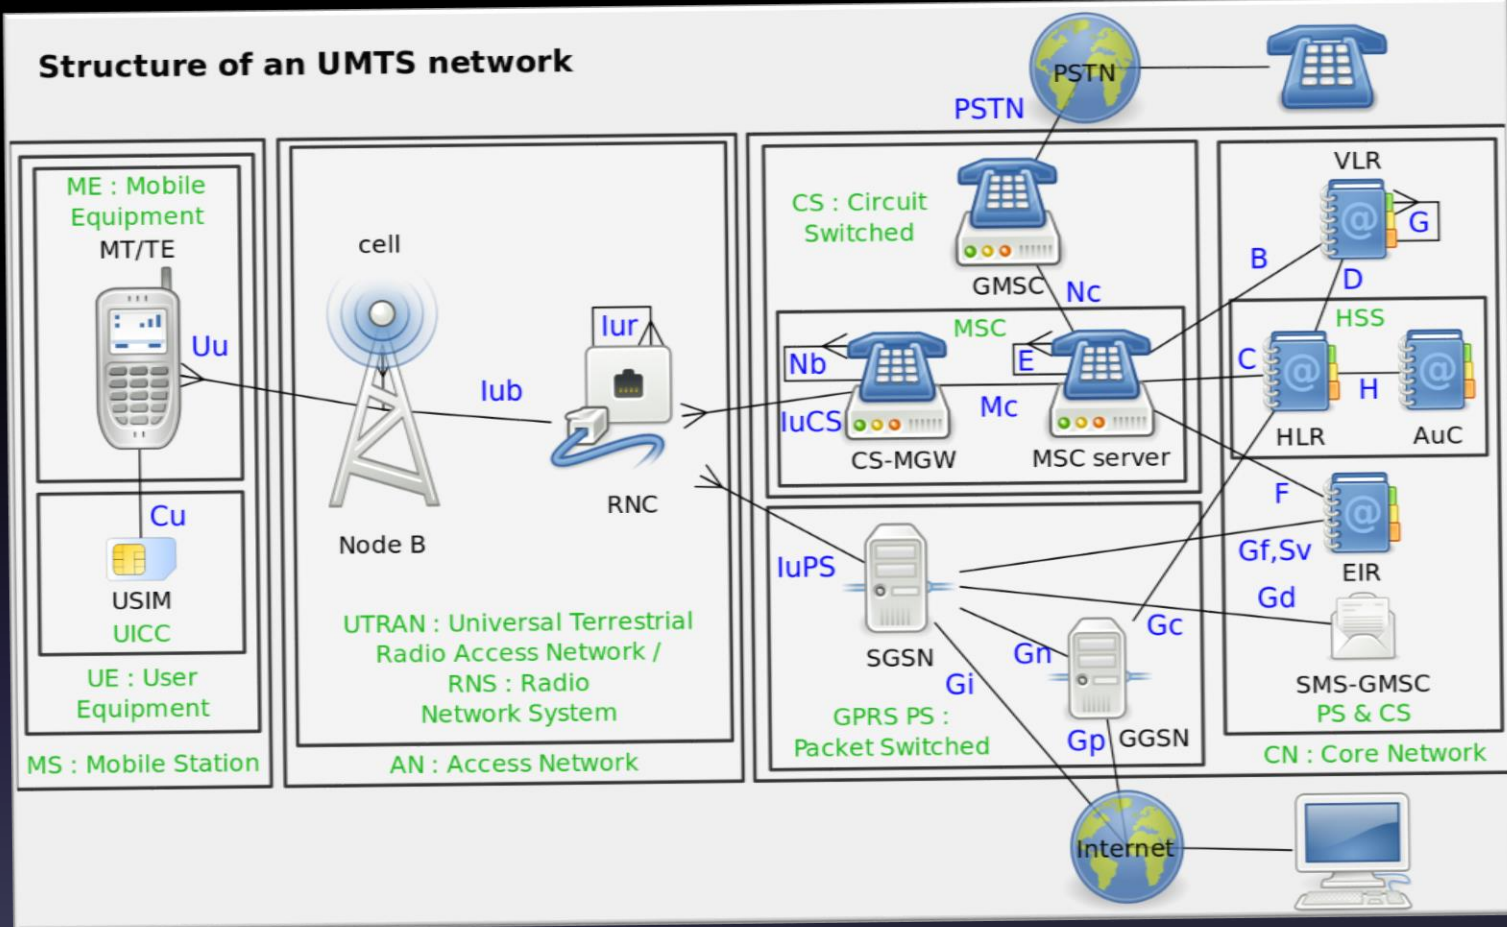 Structure of an UMTS network
PSTN
PSTN
ME : Mobile
Equipment
MT/TE
Uu
Cu
USIM
UICC
UE : User
Equipment
MS : Mobile Station
cell
Iub
Iur
RNC
Node B
UTRAN : Universal Terrestrial
Radio Access Network /
RNS : Radio
Network System
AN : Access Network
CS : Circuit
Switched
GMSC
Nc
MSC
Nb
E
IuCS
Mc
CS-MGW
MSC server
IuPS
SGSN
Gn
Gi
Gc
GPRS PS :
Packet Switched
Gp
GGSN
VLR
G
B
D
HSS
C
H
HLR
AuC
F
Gf,Sv
EIR
Gd
SMS-GMSC
PS & CS
CN : Core Network
Internet